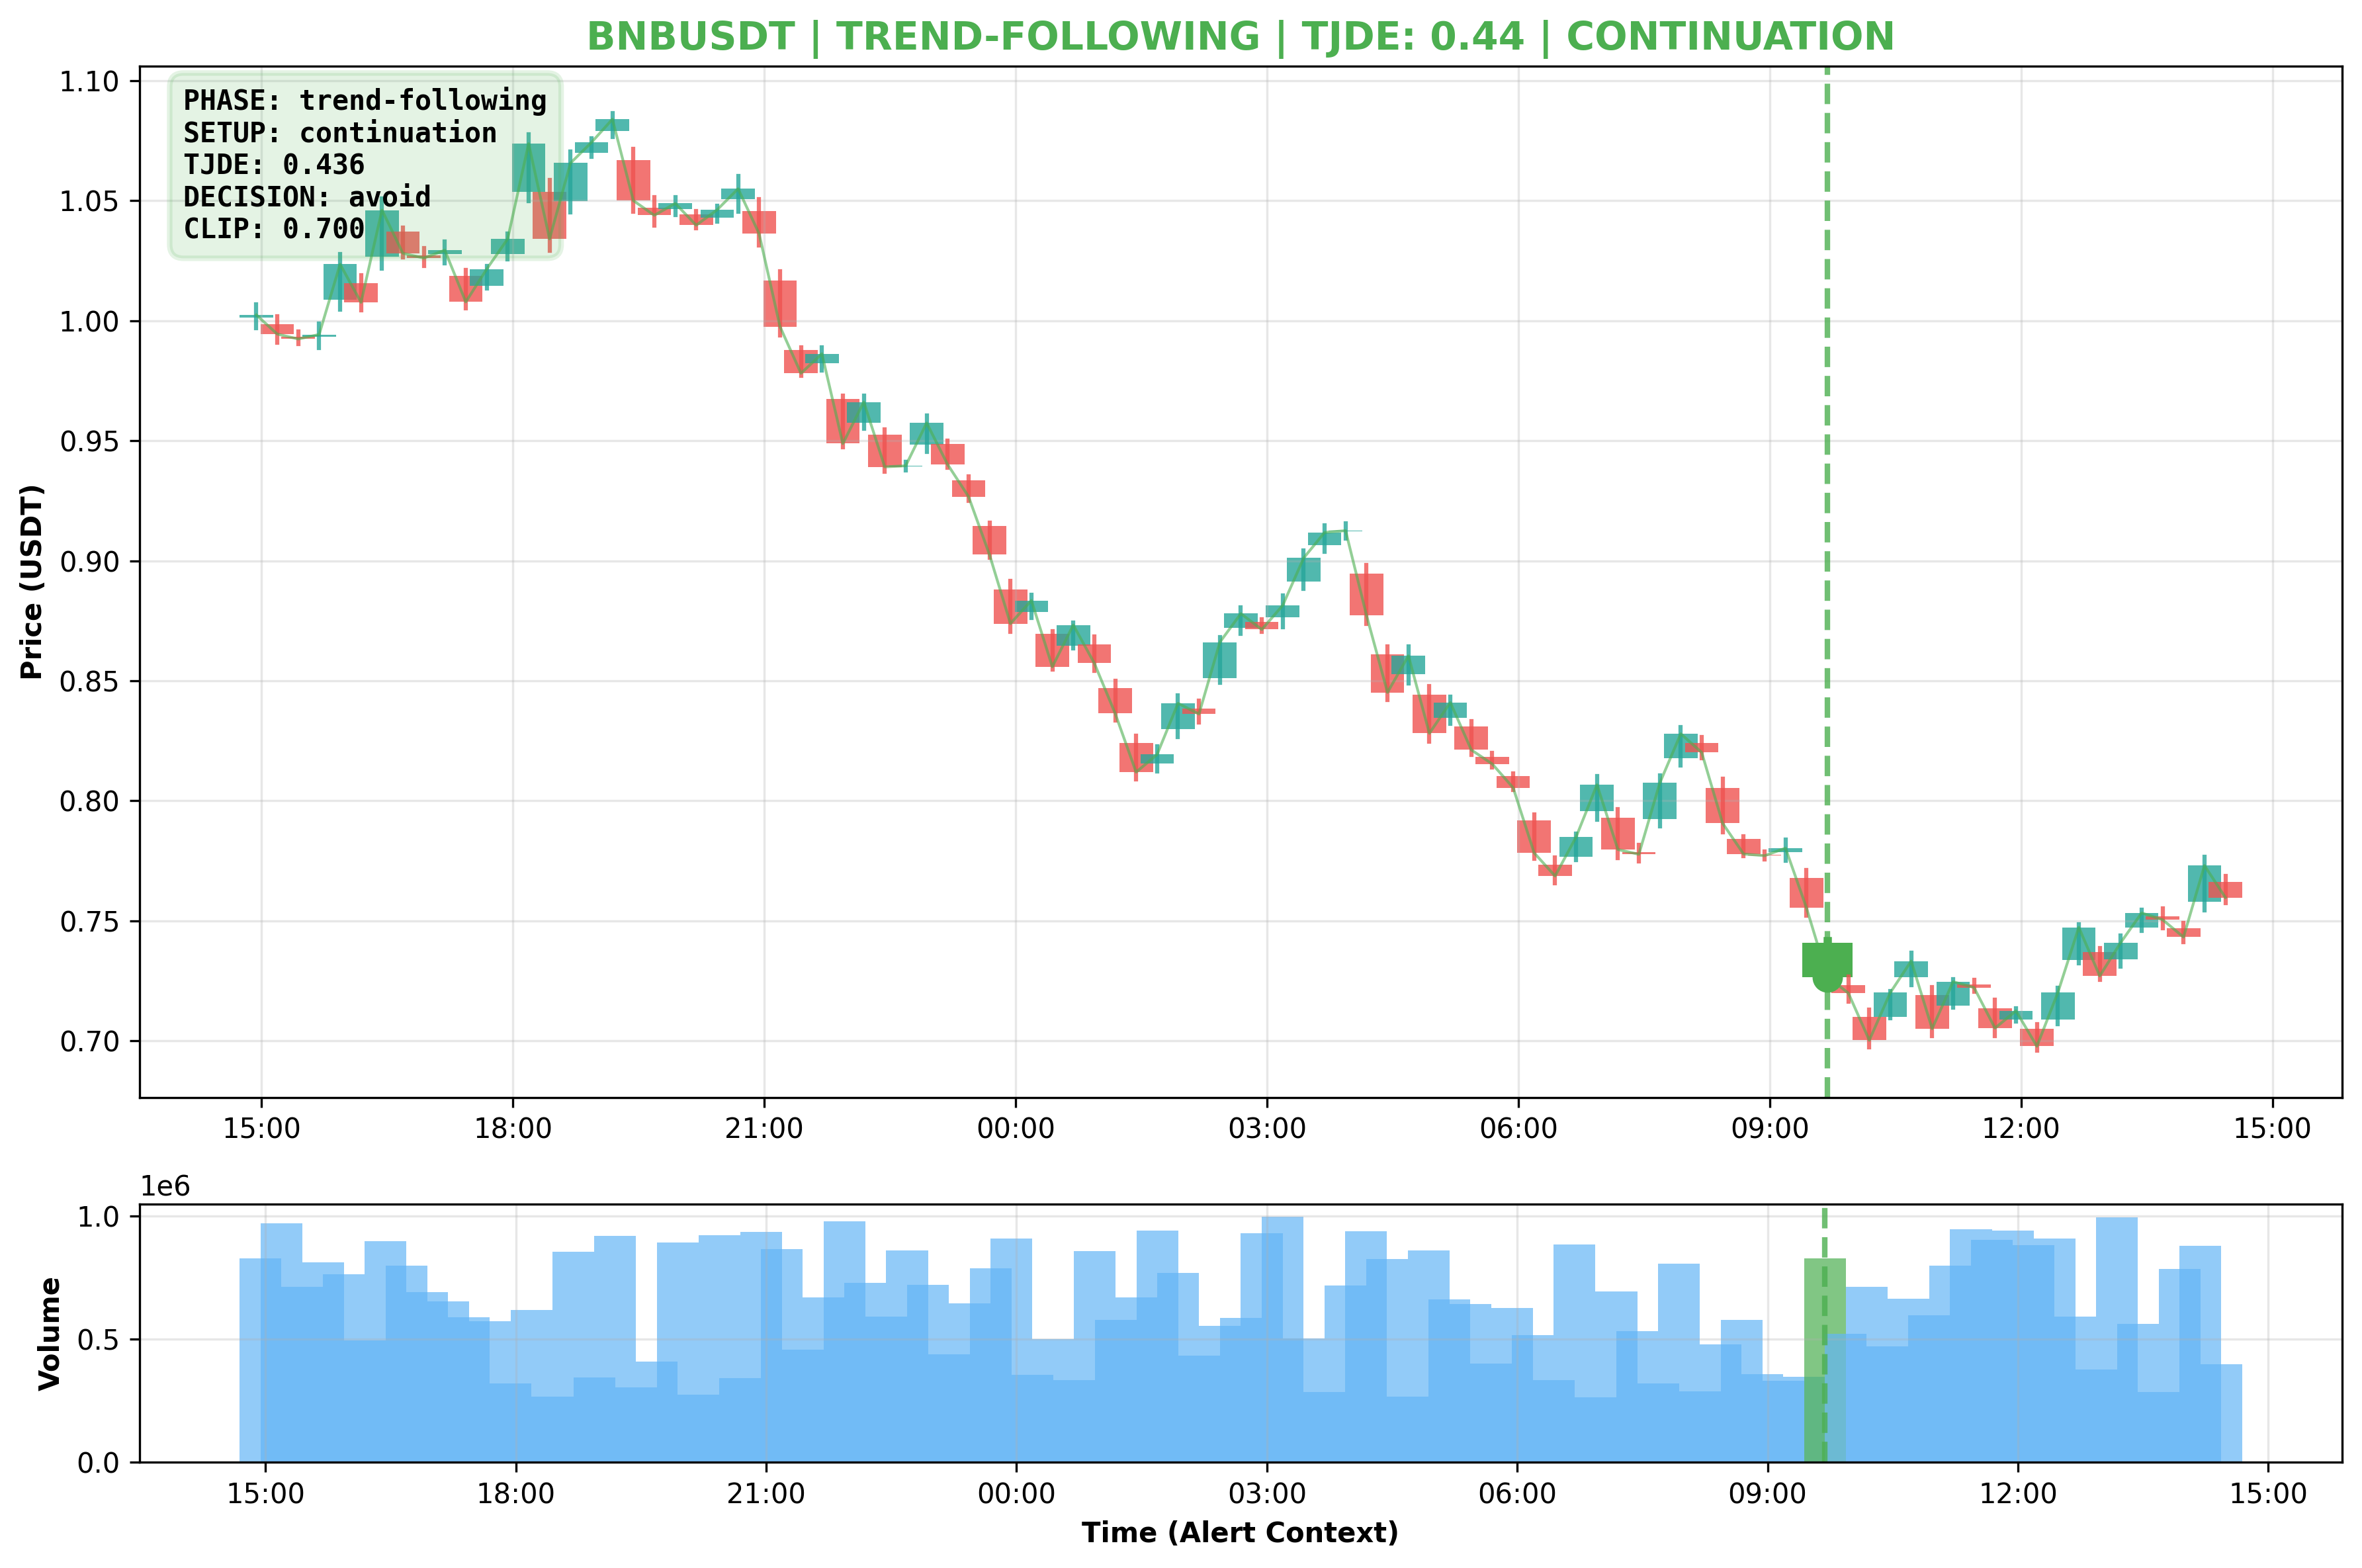 BNBUSDT | TREND-FOLLOWING | TJDE: 0.44 | CONTINUATION
PHASE: trend-following
SETUP: continuation
TJDE: 0.436
DECISION: avoid
CLIP: 0.700
Price (USDT)
1.10
1.05
1.00
0.95
0.90
0.85
0.80
0.75
0.70
15:00 18:00 21:00 00:00 03:00 06:00 09:00 12:00 15:00
1e6
Volume
1.0
0.5
0.0
15:00 18:00 21:00 00:00 03:00 06:00 09:00 12:00 15:00
Time (Alert Context)